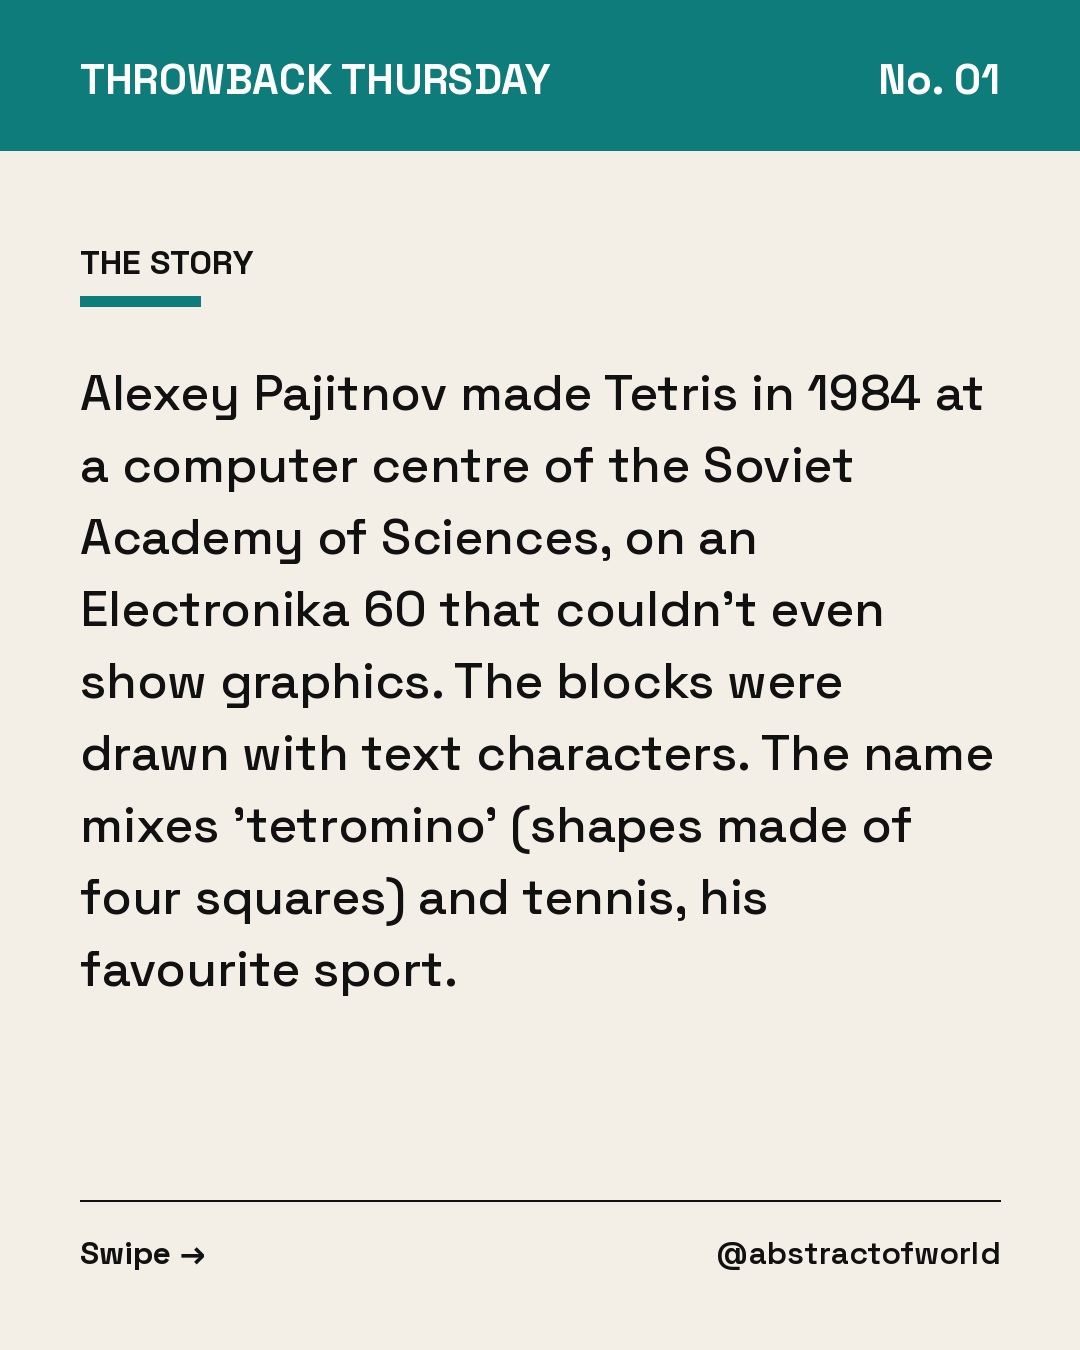 THROWBACK THURSDAY
No. 01
THE STORY
Alexey Pajitnov made Tetris in 1984 at
a computer centre of the Soviet
Academy of Sciences, on an
Electronika 60 that couldn’t even
show graphics. The blocks were
drawn with text characters. The name
mixes ’tetromino’ (shapes made of
four squares) and tennis, his
favourite sport.
Swipe →
@abstractofworld